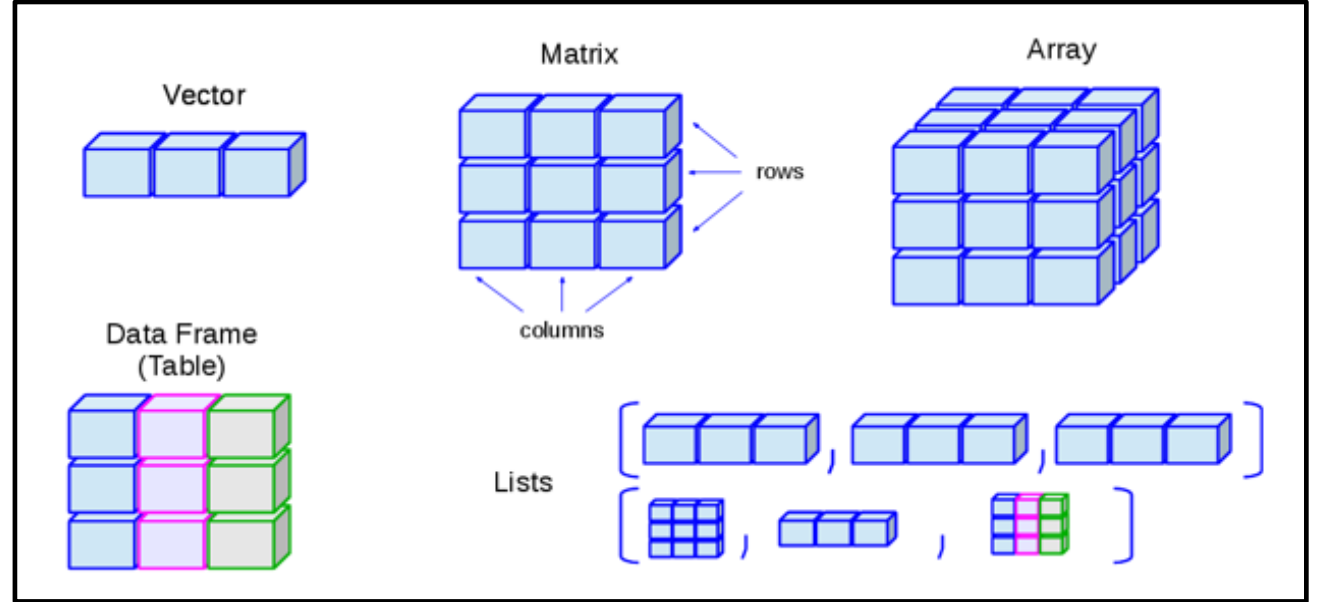 Vector
Matrix
Array
rows
columns
Data Frame
(Table)
Lists